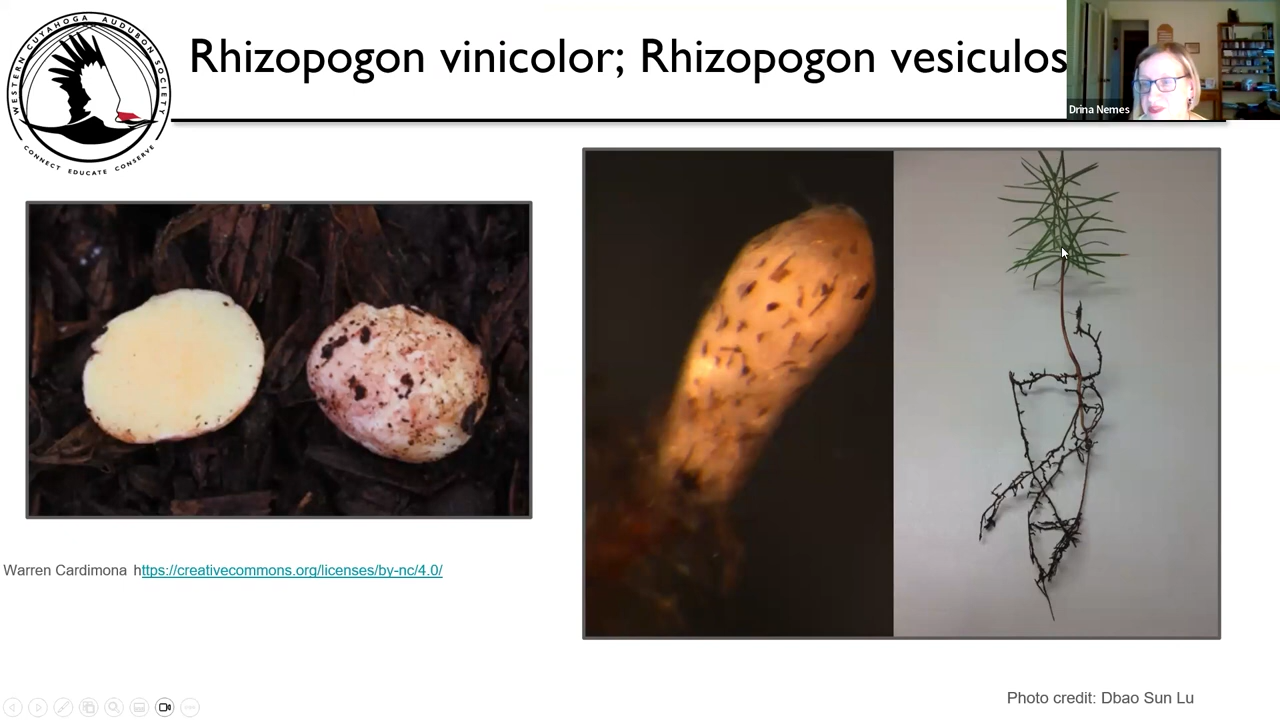 WESTERN CUYAHOGA AUDUBON SOCIETY
CONNECT EDUCATE CONSERVE
Rhizopogon vinicolor; Rhizopogon vesiculos
Drina Nemes
Warren Cardimona https://creativecommons.org/licenses/by-nc/4.0/
Photo credit: Dbao Sun Lu